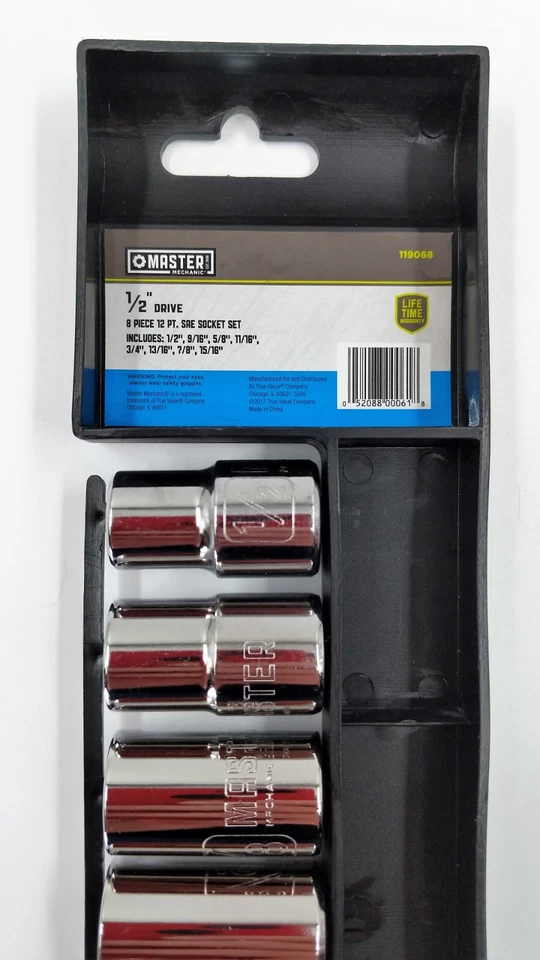 MASTER
MECHANIC®
119068
1/2" DRIVE
8 PIECE 12 PT. SAE SOCKET SET
INCLUDES: 1/2", 9/16", 5/8", 11/16",
3/4", 13/16", 7/8", 15/16"
LIFE
TIME
WARRANTY
WARNING: Protect your eyes,
always wear safety goggles.
Master Mechanic® is a registered
trademark of True Value® Company
Chicago, IL 60631
Manufactured for and Distributed
By True Value® Company
Chicago, IL 60631-3505
©2017 True Value Company
Made in China
0 52088 00061 8
1/2
MASTER
MAST
MECHANIC